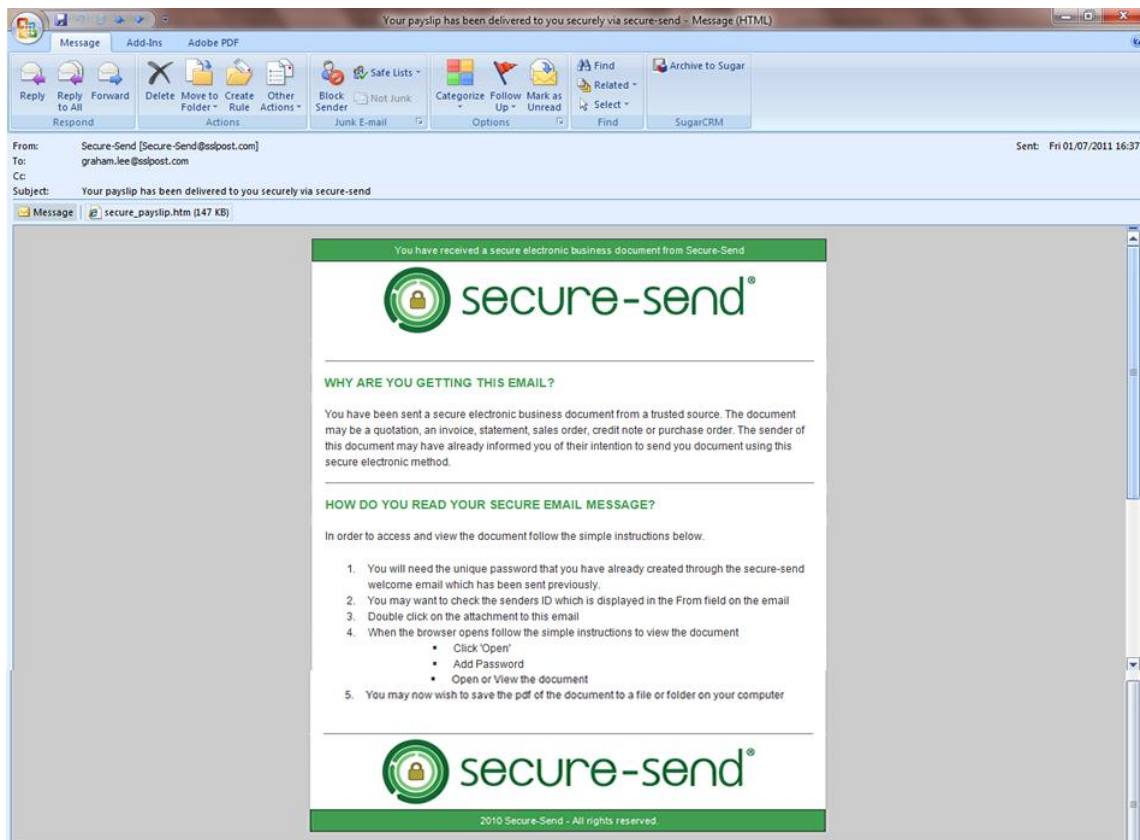 Your payslip has been delivered to you securely via secure-send - Message (HTML)
Message Add-Ins Adobe PDF
Reply Reply to All Forward Delete Move to Folder Create Rule Other Actions Block Sender Safe Lists Not Junk Categorize Follow Up Mark as Unread Find Related Select Archive to Sugar
Respond Actions Junk E-mail Options Find SugarCRM
From: Secure-Send [Secure-Send@sslpost.com] Sent: Fri 01/07/2011 16:37
To: graham.lee@sslpost.com
Cc:
Subject: Your payslip has been delivered to you securely via secure-send
Message secure_payslip.htm (147 KB)
You have received a secure electronic business document from Secure-Send
secure-send®
WHY ARE YOU GETTING THIS EMAIL?
You have been sent a secure electronic business document from a trusted source. The document
may be a quotation, an invoice, statement, sales order, credit note or purchase order. The sender of
this document may have already informed you of their intention to send you document using this
secure electronic method.
HOW DO YOU READ YOUR SECURE EMAIL MESSAGE?
In order to access and view the document follow the simple instructions below.
1. You will need the unique password that you have already created through the secure-send
welcome email which has been sent previously.
2. You may want to check the senders ID which is displayed in the From field on the email
3. Double click on the attachment to this email
4. When the browser opens follow the simple instructions to view the document
▪ Click 'Open'
▪ Add Password
▪ Open or View the document
5. You may now wish to save the pdf of the document to a file or folder on your computer
secure-send®
2010 Secure-Send - All rights reserved.